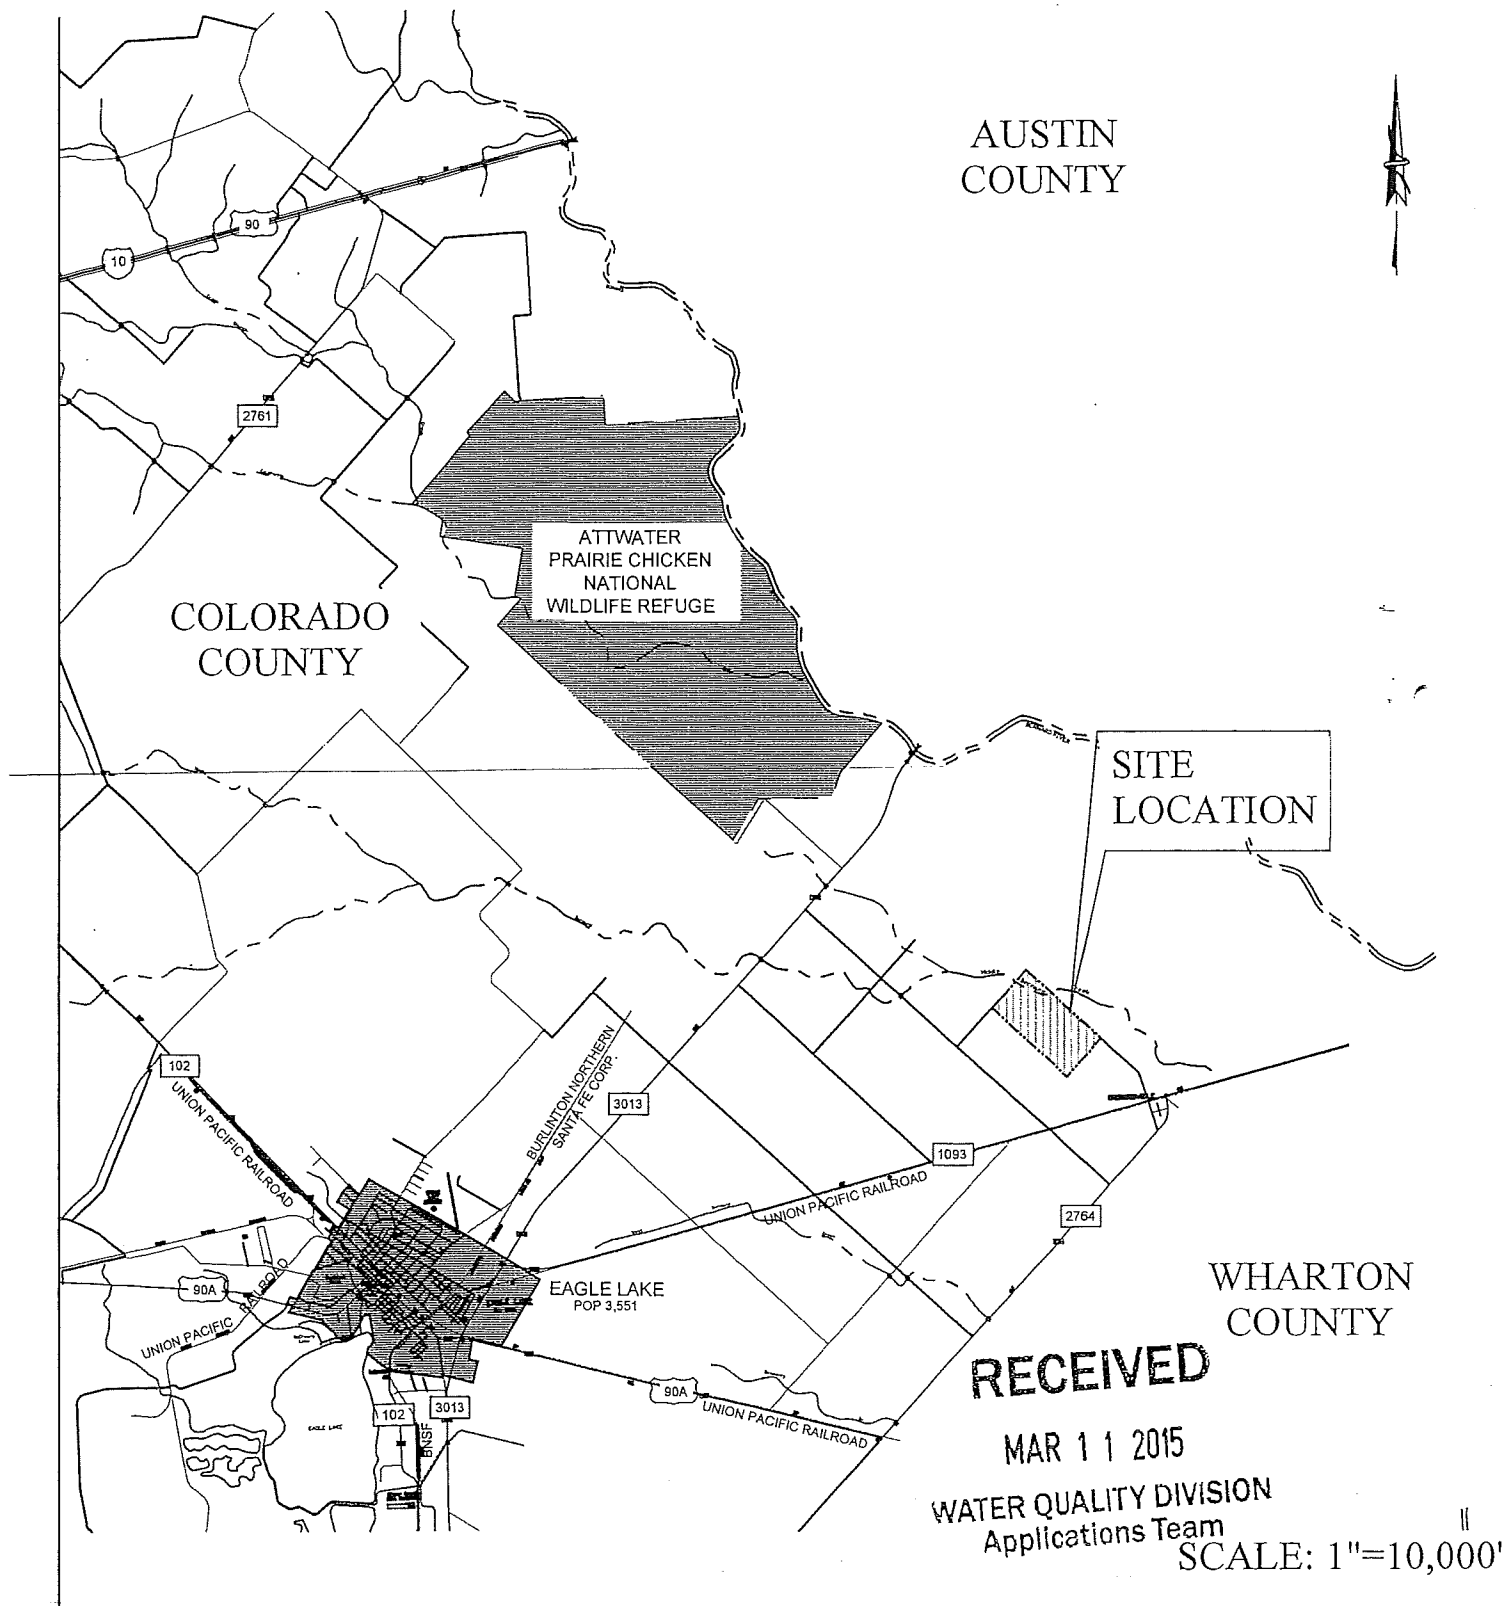 AUSTIN
COUNTY
90
10
2761
ATTWATER
PRAIRIE CHICKEN
NATIONAL
WILDLIFE REFUGE
COLORADO
COUNTY
SITE
LOCATION
102
UNION PACIFIC RAILROAD
BURLINTON NORTHERN
SANTA FE CORP.
3013
1093
UNION PACIFIC RAILROAD
2764
90A
RAILROAD
UNION PACIFIC
EAGLE LAKE
POP 3,551
WHARTON
COUNTY
90A
UNION PACIFIC RAILROAD
EAGLE LAKE
102
3013
BNSF
RECEIVED
MAR 11 2015
WATER QUALITY DIVISION
Applications Team
SCALE: 1"=10,000'